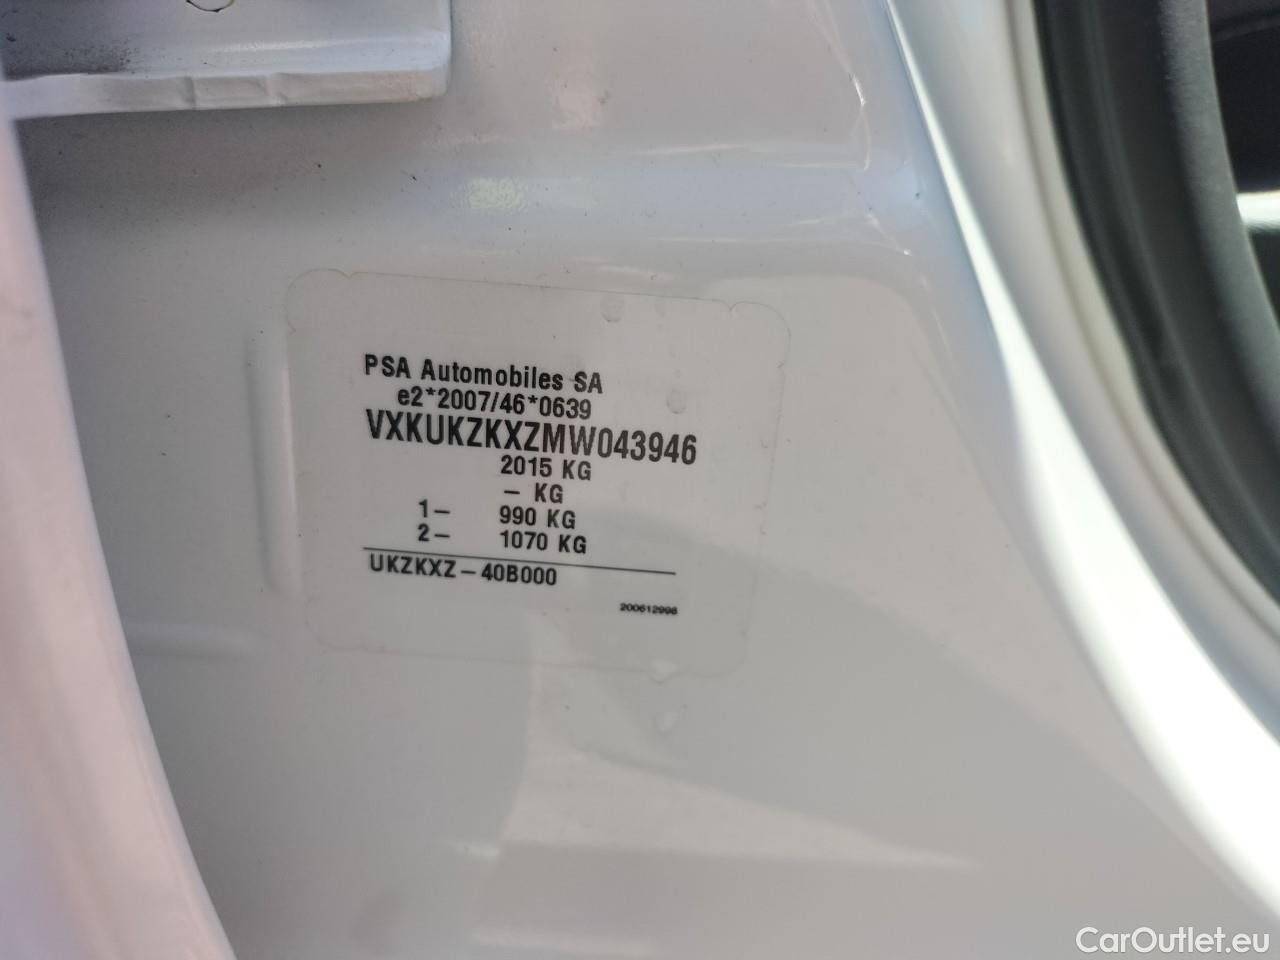 PSA Automobiles SA
e2*2007/46*0639
VXKUKZKXZMW043946
2015 KG
– KG
1– 990 KG
2– 1070 KG
UKZKXZ – 40B000
200612998
CarOutlet.eu